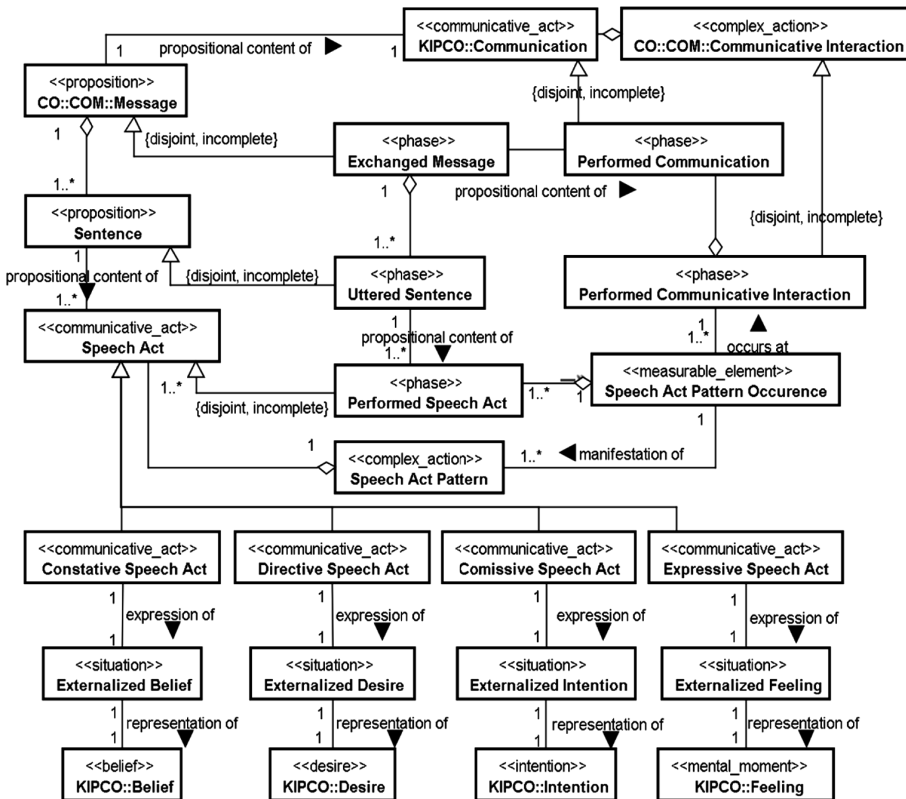 <<communicative_act>>
KIPCO::Communication
<<complex_action>>
CO::COM::Communicative Interaction
1
propositional content of
1
<<proposition>>
CO::COM::Message
{disjoint, incomplete}
1
{disjoint, incomplete}
<<phase>>
Exchanged Message
<<phase>>
Performed Communication
1
propositional content of
1..*
<<proposition>>
Sentence
{disjoint, incomplete}
1..*
1
propositional content of
{disjoint, incomplete}
<<phase>>
Uttered Sentence
<<phase>>
Performed Communicative Interaction
1..*
<<communicative_act>>
Speech Act
1
propositional content of
1..*
1
1..*
occurs at
1..*
{disjoint, incomplete}
<<phase>>
Performed Speech Act
1..*
1
<<measurable_element>>
Speech Act Pattern Occurence
1
1
<<complex_action>>
Speech Act Pattern
1..*
manifestation of
<<communicative_act>>
Constative Speech Act
<<communicative_act>>
Directive Speech Act
<<communicative_act>>
Comissive Speech Act
<<communicative_act>>
Expressive Speech Act
1
expression of
1
1
expression of
1
1
expression of
1
1
expression of
1
<<situation>>
Externalized Belief
<<situation>>
Externalized Desire
<<situation>>
Externalized Intention
<<situation>>
Externalized Feeling
1
representation of
1
1
representation of
1
1
representation of
1
1
representation of
1
<<belief>>
KIPCO::Belief
<<desire>>
KIPCO::Desire
<<intention>>
KIPCO::Intention
<<mental_moment>>
KIPCO::Feeling